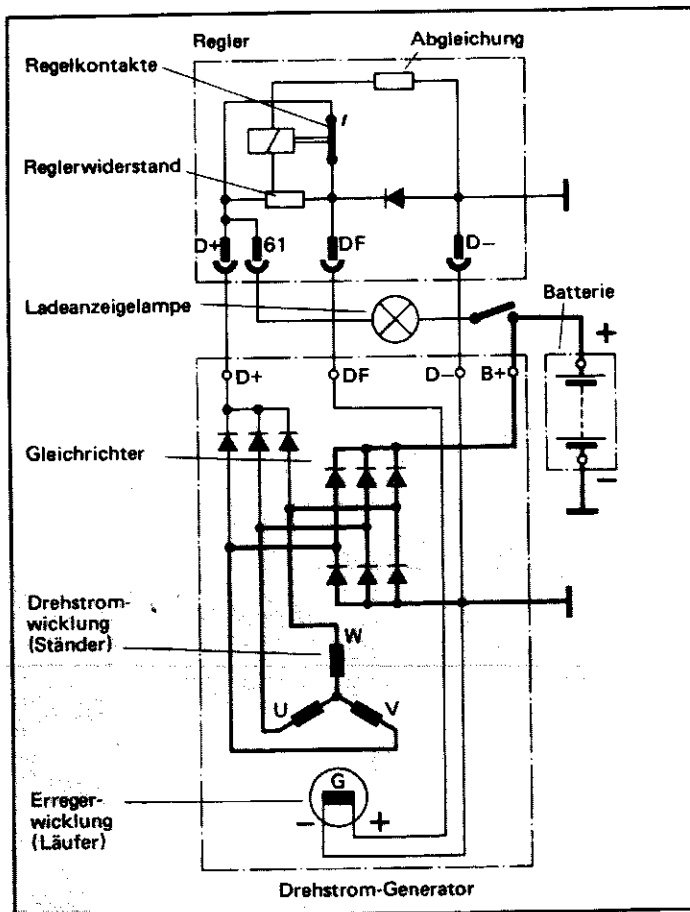 Regler
Abgleichung
Regelkontakte
Reglerwiderstand
D+
61
DF
D-
Ladeanzeigelampe
Batterie
+
D+
DF
D-
B+
Gleichrichter
-
Drehstrom-
wicklung
(Ständer)
W
U
V
G
Erreger-
wicklung
(Läufer)
-
+
Drehstrom-Generator